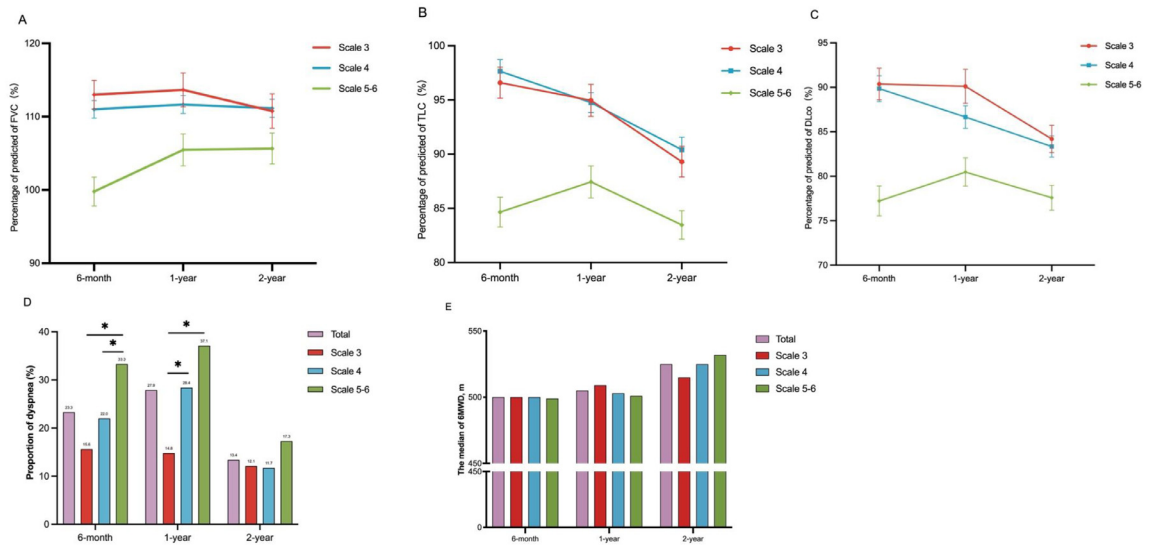 A
Percentage of predicted of FVC (%)
120
110
100
90
6-month
1-year
2-year
Scale 3
Scale 4
Scale 5-6
B
Percentage of predicted of TLC (%)
100
95
90
85
80
6-month
1-year
2-year
Scale 3
Scale 4
Scale 5-6
C
Percentage of predicted of DLco (%)
95
90
85
80
75
70
6-month
1-year
2-year
Scale 3
Scale 4
Scale 5-6
D
Proportion of dyspnea (%)
40
30
20
10
0
* * * *
23.3 15.6 22.0 33.3
27.9 14.8 28.4 37.1
13.4 12.1 11.7 17.3
6-month
1-year
2-year
Total
Scale 3
Scale 4
Scale 5-6
E
The median of 6MWD, m
550
500
450
450
0
6-month
1-year
2-year
Total
Scale 3
Scale 4
Scale 5-6